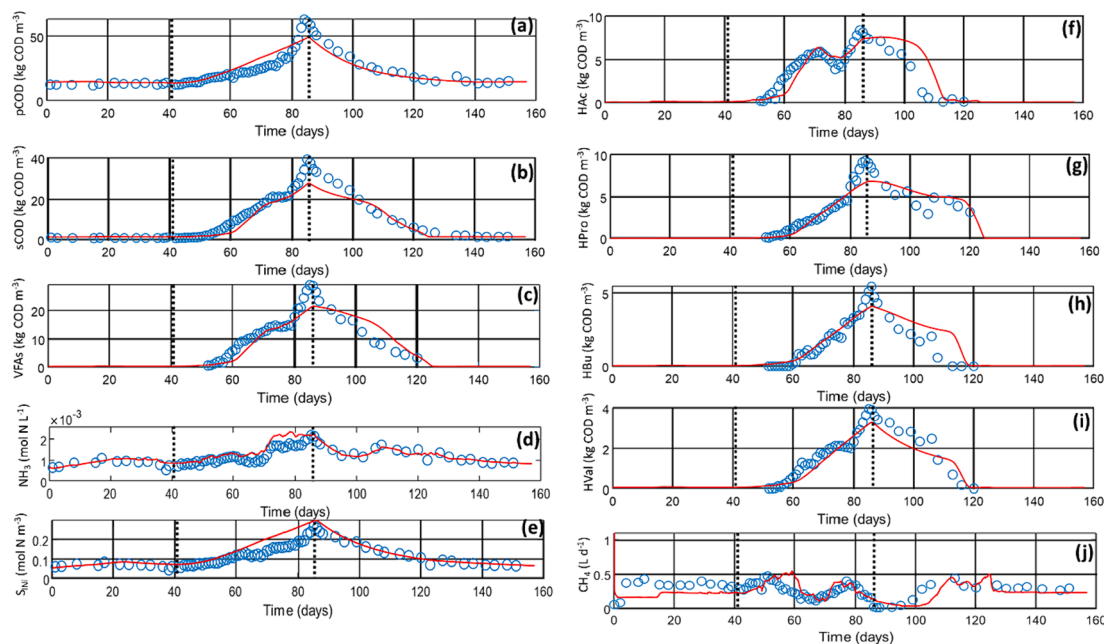 (a)
pCOD (kg COD m⁻³)
50
0
0 20 40 60 80 100 120 140 160
Time (days)
(b)
sCOD (kg COD m⁻³)
40
20
0
0 20 40 60 80 100 120 140 160
Time (days)
(c)
VFAs (kg COD m⁻³)
20
10
0
0 20 40 60 80 100 120 140 160
Time (days)
(d)
×10⁻³
NH₃ (mol N L⁻¹)
2
1
0
0 20 40 60 80 100 120 140 160
(e)
S_NI (mol N m⁻³)
0.2
0.1
0
0 20 40 60 80 100 120 140 160
Time (days)
(f)
HAc (kg COD m⁻³)
10
5
0
0 20 40 60 80 100 120 140 160
Time (days)
(g)
HPro (kg COD m⁻³)
10
5
0
0 20 40 60 80 100 120 140 160
Time (days)
(h)
HBu (kg COD m⁻³)
5
0
0 20 40 60 80 100 120 140 160
Time (days)
(i)
HVal (kg COD m⁻³)
4
2
0
0 20 40 60 80 100 120 140 160
(j)
CH₄ (L d⁻¹)
1
0.5
0
0 20 40 60 80 100 120 140 160
Time (days)